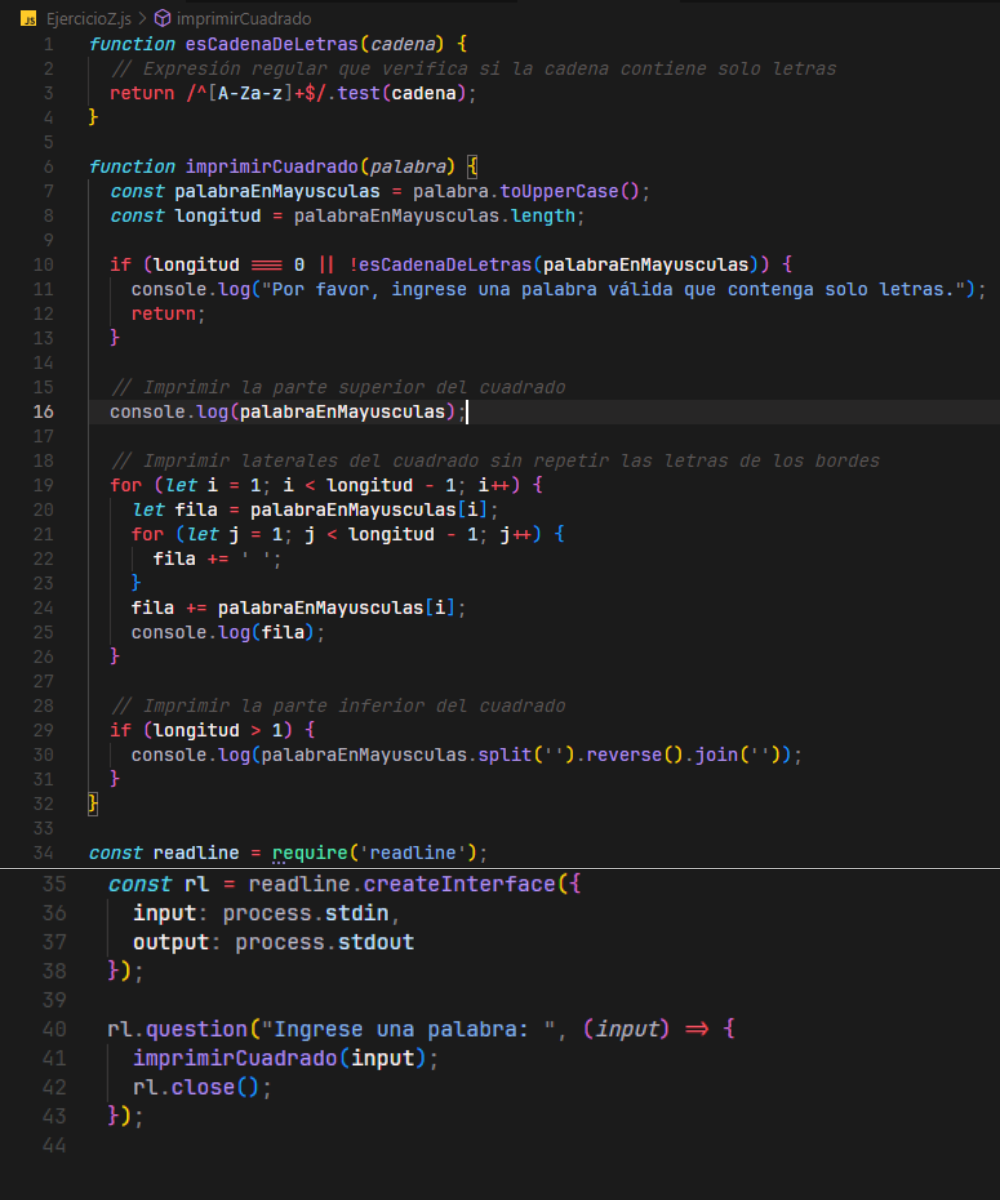 JS EjercicioZ.js > imprimirCuadrado
1 function esCadenaDeLetras(cadena) {
2 // Expresión regular que verifica si la cadena contiene solo letras
3 return /^[A-Za-z]+$/.test(cadena);
4 }
5
6 function imprimirCuadrado(palabra) {
7 const palabraEnMayusculas = palabra.toUpperCase();
8 const longitud = palabraEnMayusculas.length;
9
10 if (longitud === 0 || !esCadenaDeLetras(palabraEnMayusculas)) {
11 console.log("Por favor, ingrese una palabra válida que contenga solo letras.");
12 return;
13 }
14
15 // Imprimir la parte superior del cuadrado
16 console.log(palabraEnMayusculas);
17
18 // Imprimir laterales del cuadrado sin repetir las letras de los bordes
19 for (let i = 1; i < longitud - 1; i++) {
20 let fila = palabraEnMayusculas[i];
21 for (let j = 1; j < longitud - 1; j++) {
22 fila += ' ';
23 }
24 fila += palabraEnMayusculas[i];
25 console.log(fila);
26 }
27
28 // Imprimir la parte inferior del cuadrado
29 if (longitud > 1) {
30 console.log(palabraEnMayusculas.split('').reverse().join(''));
31 }
32 }
33
34 const readline = require('readline');
35 const rl = readline.createInterface({
36 input: process.stdin,
37 output: process.stdout
38 });
39
40 rl.question("Ingrese una palabra: ", (input) => {
41 imprimirCuadrado(input);
42 rl.close();
43 });
44